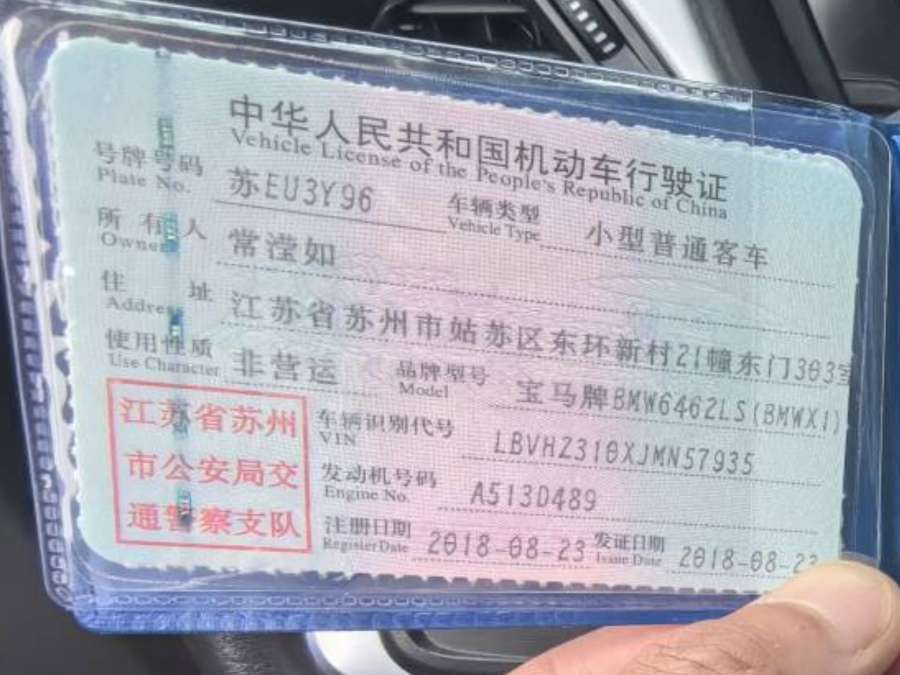 中华人民共和国机动车行驶证
Vehicle License of the People's Republic of China
号牌号码 苏EU3Y96 车辆类型 小型普通客车
Plate No. Vehicle Type
所有人 常滢如
Owner
住址 江苏省苏州市姑苏区东环新村21幢东门303室
Address
使用性质 非营运 品牌型号 宝马牌BMW6462LS(BMWX1)
Use Character Model
江苏省苏州
市公安局交
通警察支队
车辆识别代号 LBVHZ310XJMN57935
VIN
发动机号码 A513D489
Engine No.
注册日期 2018-08-23 发证日期 2018-08-23
Register Date Issue Date